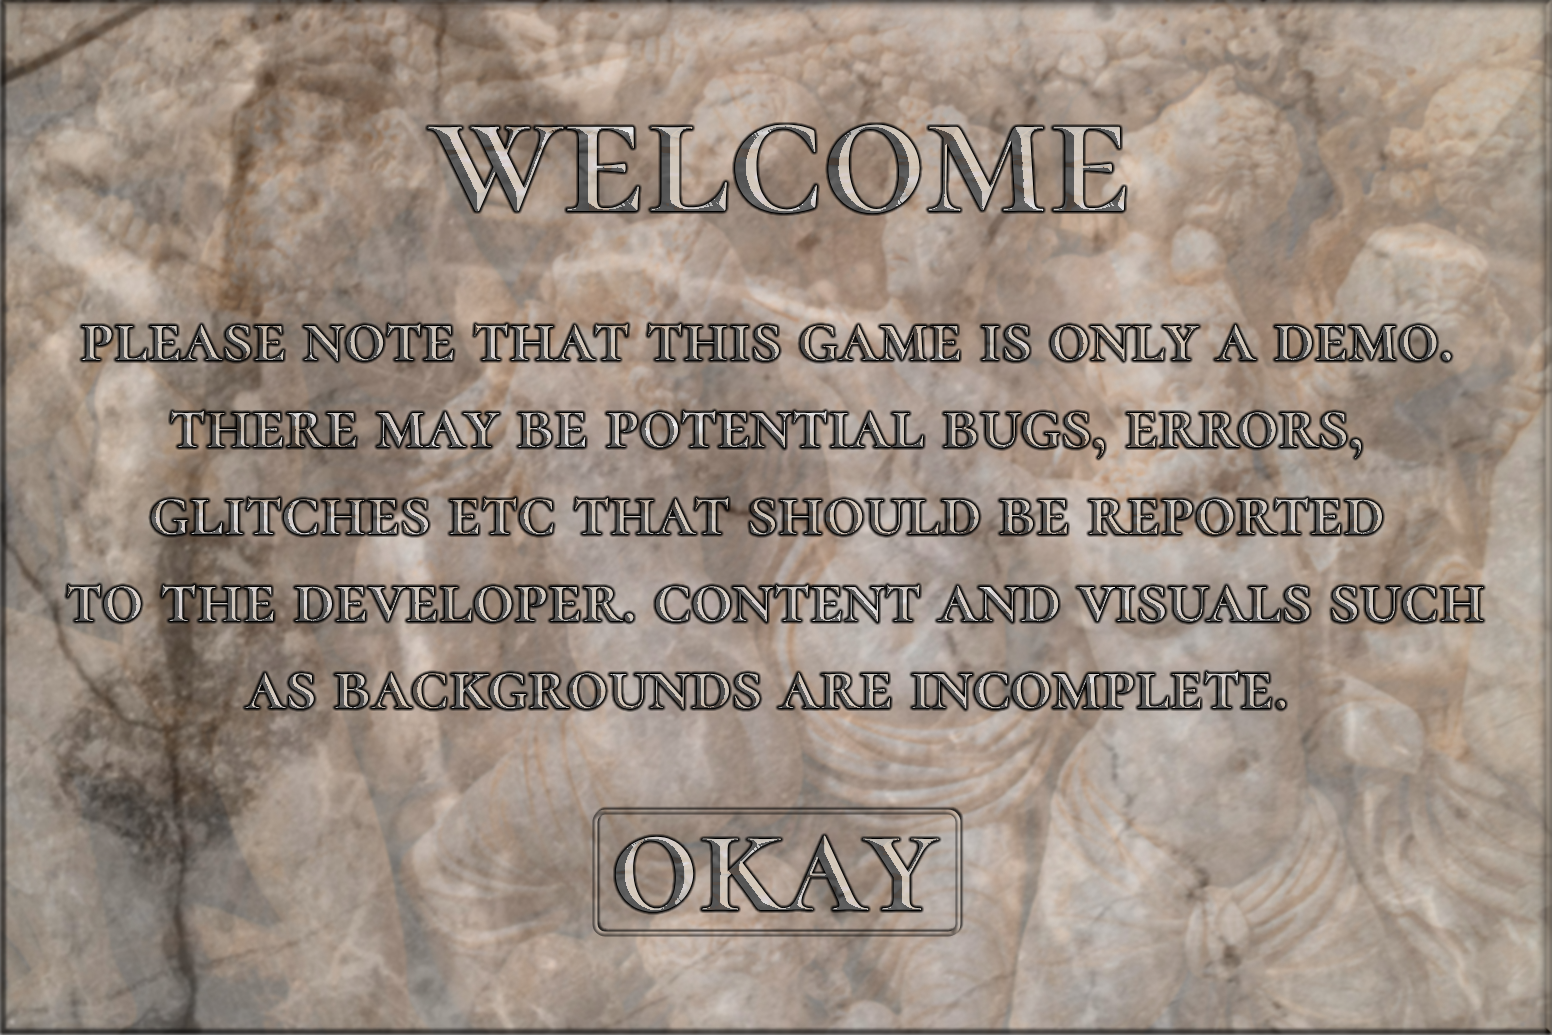 WELCOME
PLEASE NOTE THAT THIS GAME IS ONLY A DEMO.
THERE MAY BE POTENTIAL BUGS, ERRORS,
GLITCHES ETC THAT SHOULD BE REPORTED
TO THE DEVELOPER. CONTENT AND VISUALS SUCH
AS BACKGROUNDS ARE INCOMPLETE.
OKAY